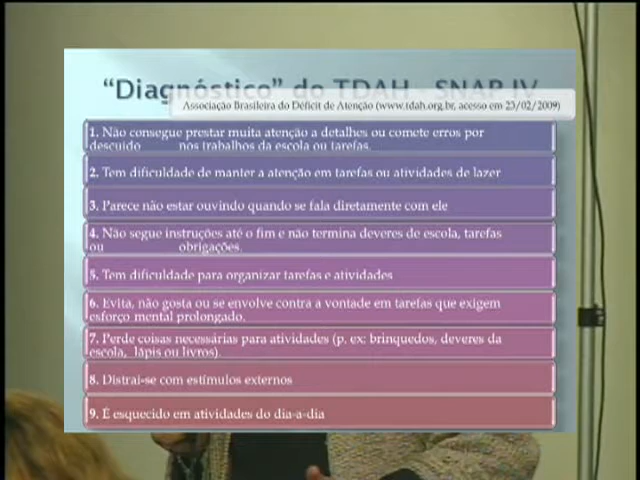 “Diagnóstico” do TDAH - SNAP IV
Associação Brasileira do Déficit de Atenção (www.tdah.org.br, acesso em 23/02/2009)
1. Não consegue prestar muita atenção a detalhes ou comete erros por
descuido nos trabalhos da escola ou tarefas.
2. Tem dificuldade de manter a atenção em tarefas ou atividades de lazer
3. Parece não estar ouvindo quando se fala diretamente com ele
4. Não segue instruções até o fim e não termina deveres de escola, tarefas
ou obrigações.
5. Tem dificuldade para organizar tarefas e atividades
6. Evita, não gosta ou se envolve contra a vontade em tarefas que exigem
esforço mental prolongado.
7. Perde coisas necessárias para atividades (p. ex: brinquedos, deveres da
escola, lápis ou livros).
8. Distrai-se com estímulos externos
9. É esquecido em atividades do dia-a-dia